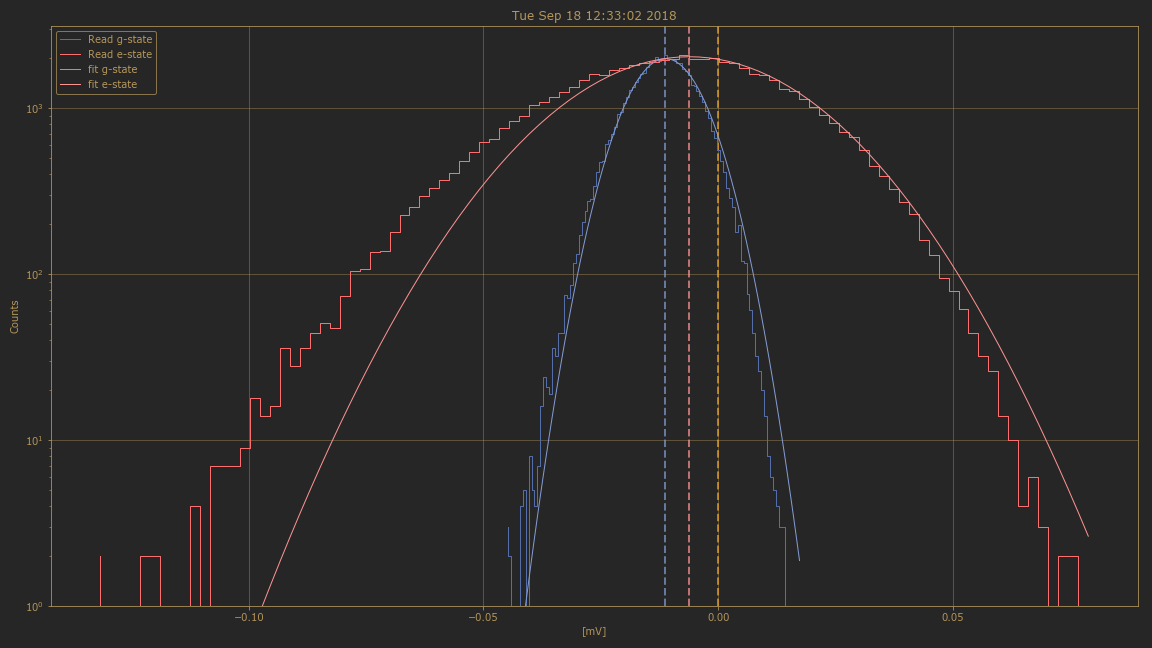 Tue Sep 18 12:33:02 2018
Read g-state
Read e-state
fit g-state
fit e-state
10³
10²
10¹
10⁰
Counts
−0.10 −0.05 0.00 0.05
[mV]